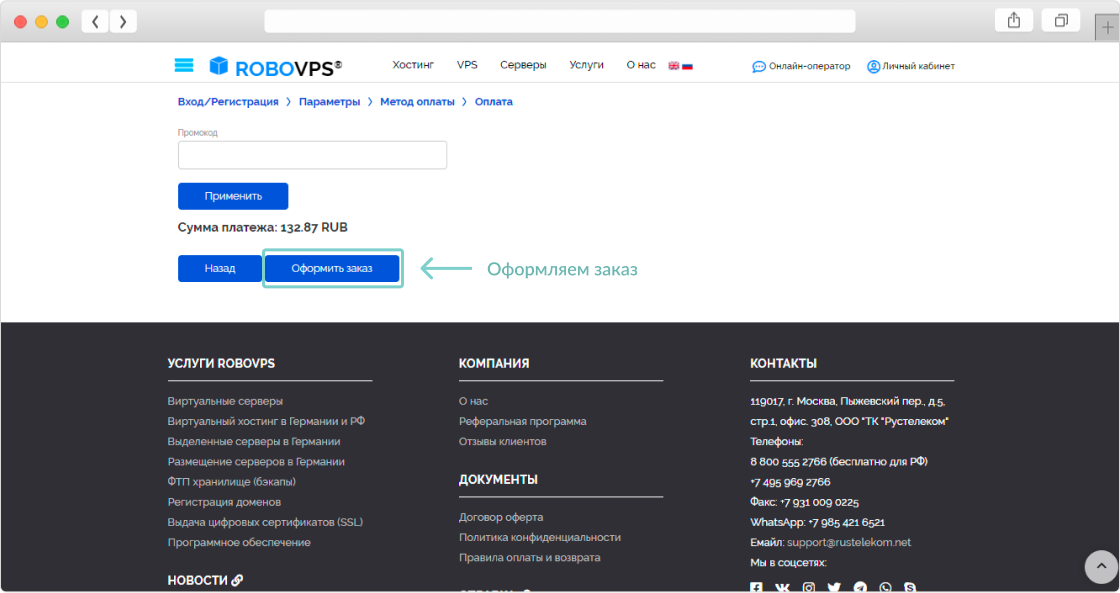 ROBOVPS®
Хостинг VPS Серверы Услуги О нас Онлайн-оператор Личный кабинет
Вход/Регистрация 〉 Параметры 〉 Метод оплаты 〉 Оплата
Промокод
Применить
Сумма платежа: 132.87 RUB
Назад Оформить заказ Оформляем заказ
УСЛУГИ ROBOVPS
Виртуальные серверы
Виртуальный хостинг в Германии и РФ
Выделенные серверы в Германии
Размещение серверов в Германии
ФТП хранилище (бэкапы)
Регистрация доменов
Выдача цифровых сертификатов (SSL)
Программное обеспечение
НОВОСТИ
КОМПАНИЯ
О нас
Реферальная программа
Отзывы клиентов
ДОКУМЕНТЫ
Договор оферта
Политика конфиденциальности
Правила оплаты и возврата
КОНТАКТЫ
119017, г. Москва, Пыжевский пер., д.5,
стр.1, офис. 308, ООО "ТК "Рустелеком"
Телефоны:
8 800 555 2766 (бесплатно для РФ)
+7 495 969 2766
Факс: +7 931 009 0225
WhatsApp: +7 985 421 6521
Емайл: support@rustelekom.net
Мы в соцсетях: